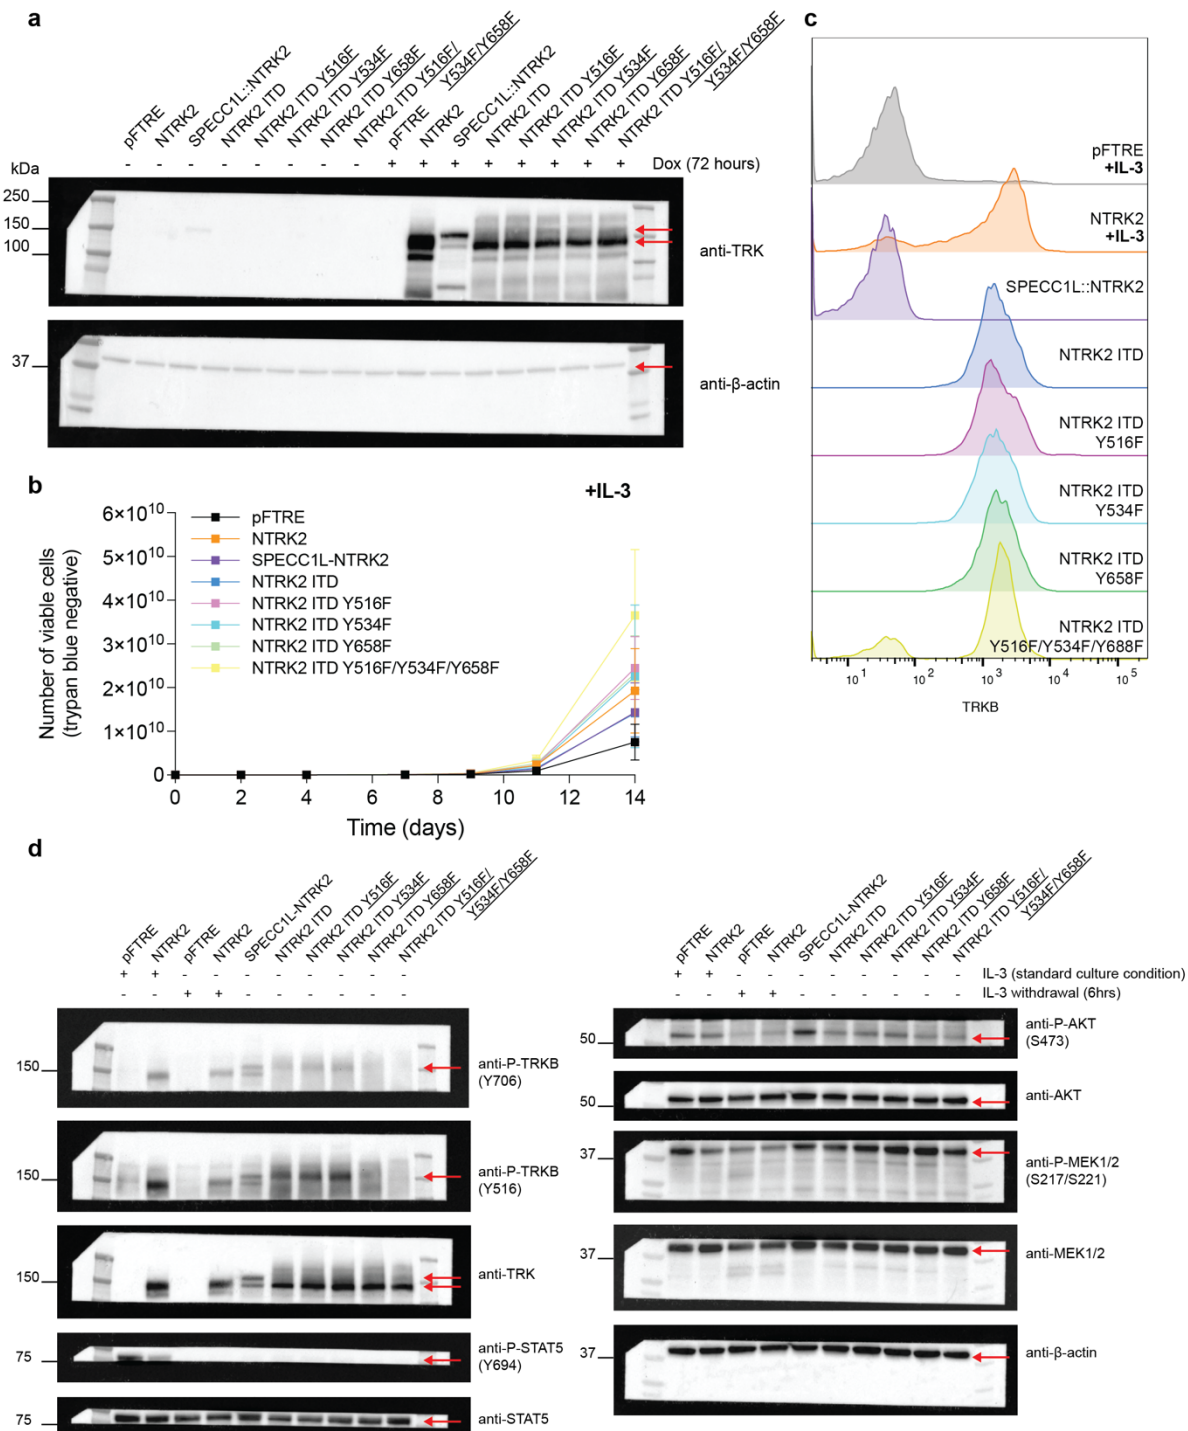 a
pFTRE
NTRK2
SPECC1L::NTRK2
NTRK2 ITD
NTRK2 ITD Y516F
NTRK2 ITD Y534F
NTRK2 ITD Y658F
NTRK2 ITD Y516F/
Y534F/Y658F
pFTRE
NTRK2
SPECC1L::NTRK2
NTRK2 ITD
NTRK2 ITD Y516F
NTRK2 ITD Y534F
NTRK2 ITD Y658F
NTRK2 ITD Y516F/
Y534F/Y658F
- - - - - - - - + + + + + + + + Dox (72 hours)
kDa
250
150
100
anti-TRK
37
anti-β-actin
b
+IL-3
6×10¹⁰
5×10¹⁰
4×10¹⁰
3×10¹⁰
2×10¹⁰
1×10¹⁰
0
Number of viable cells
(trypan blue negative)
pFTRE
NTRK2
SPECC1L-NTRK2
NTRK2 ITD
NTRK2 ITD Y516F
NTRK2 ITD Y534F
NTRK2 ITD Y658F
NTRK2 ITD Y516F/Y534F/Y658F
0 2 4 6 8 10 12 14
Time (days)
c
pFTRE
+IL-3
NTRK2
+IL-3
SPECC1L::NTRK2
NTRK2 ITD
NTRK2 ITD
Y516F
NTRK2 ITD
Y534F
NTRK2 ITD
Y658F
NTRK2 ITD
Y516F/Y534F/Y688F
10¹ 10² 10³ 10⁴ 10⁵
TRKB
d
pFTRE
NTRK2
pFTRE
NTRK2
SPECC1L-NTRK2
NTRK2 ITD
NTRK2 ITD Y516F
NTRK2 ITD Y534F
NTRK2 ITD Y658F
NTRK2 ITD Y516F/
Y534F/Y658F
+ + - - - - - - - -
- - + + - - - - - -
150
anti-P-TRKB
(Y706)
150
anti-P-TRKB
(Y516)
150
anti-TRK
75
anti-P-STAT5
(Y694)
75
anti-STAT5
pFTRE
NTRK2
pFTRE
NTRK2
SPECC1L-NTRK2
NTRK2 ITD
NTRK2 ITD Y516F
NTRK2 ITD Y534F
NTRK2 ITD Y658F
NTRK2 ITD Y516F/
Y534F/Y658F
+ + - - - - - - - - IL-3 (standard culture condition)
- - + + - - - - - - IL-3 withdrawal (6hrs)
50
anti-P-AKT
(S473)
50
anti-AKT
37
anti-P-MEK1/2
(S217/S221)
37
anti-MEK1/2
37
anti-β-actin